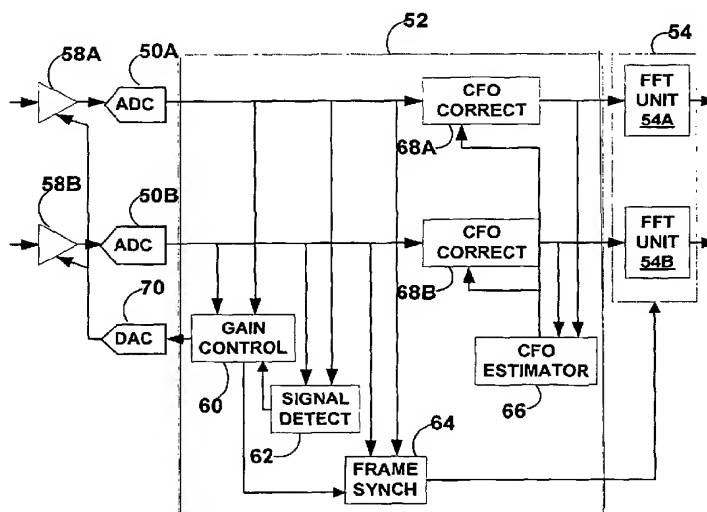 58A
50A
52
54
ADC
CFO
CORRECT
68A
FFT
UNIT
54A
58B
50B
ADC
CFO
CORRECT
68B
FFT
UNIT
54B
70
DAC
GAIN
CONTROL
60
SIGNAL
DETECT
62
CFO
ESTIMATOR
66
64
FRAME
SYNCH